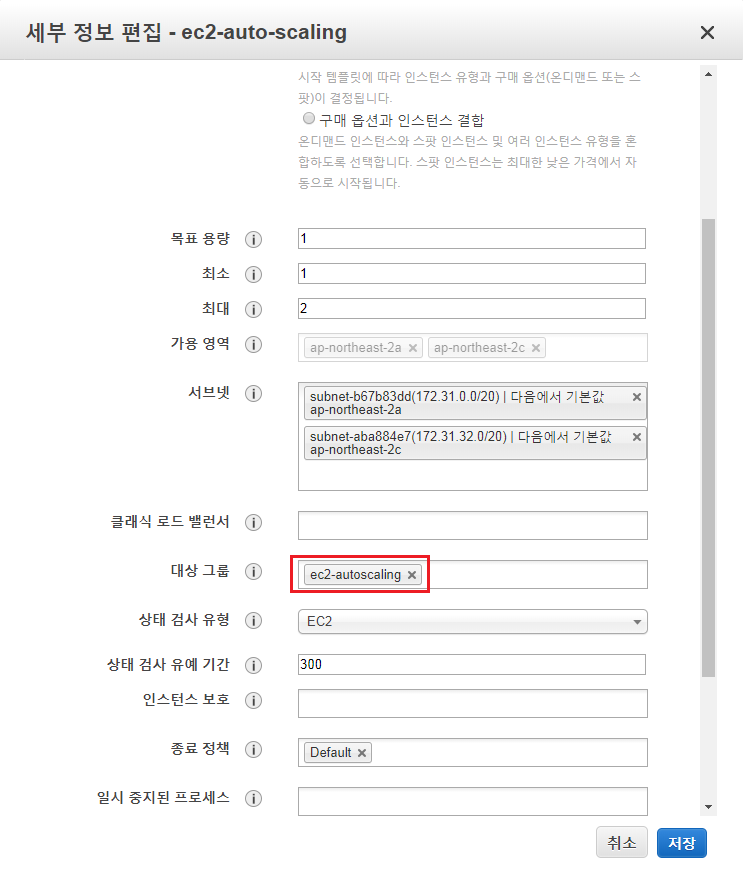 세부 정보 편집 - ec2-auto-scaling
시작 템플릿에 따라 인스턴스 유형과 구매 옵션(온디맨드 또는 스
팟)이 결정됩니다.
구매 옵션과 인스턴스 결합
온디맨드 인스턴스와 스팟 인스턴스 및 여러 인스턴스 유형을 혼
합하도록 선택합니다. 스팟 인스턴스는 최대한 낮은 가격에서 자
동으로 시작됩니다.
목표 용량 1
최소 1
최대 2
가용 영역 ap-northeast-2a ap-northeast-2c
서브넷 subnet-b67b83dd(172.31.0.0/20) | 다음에서 기본값
ap-northeast-2a
subnet-aba884e7(172.31.32.0/20) | 다음에서 기본값
ap-northeast-2c
클래식 로드 밸런서
대상 그룹 ec2-autoscaling
상태 검사 유형 EC2
상태 검사 유예 기간 300
인스턴스 보호
종료 정책 Default
일시 중지된 프로세스
취소 저장